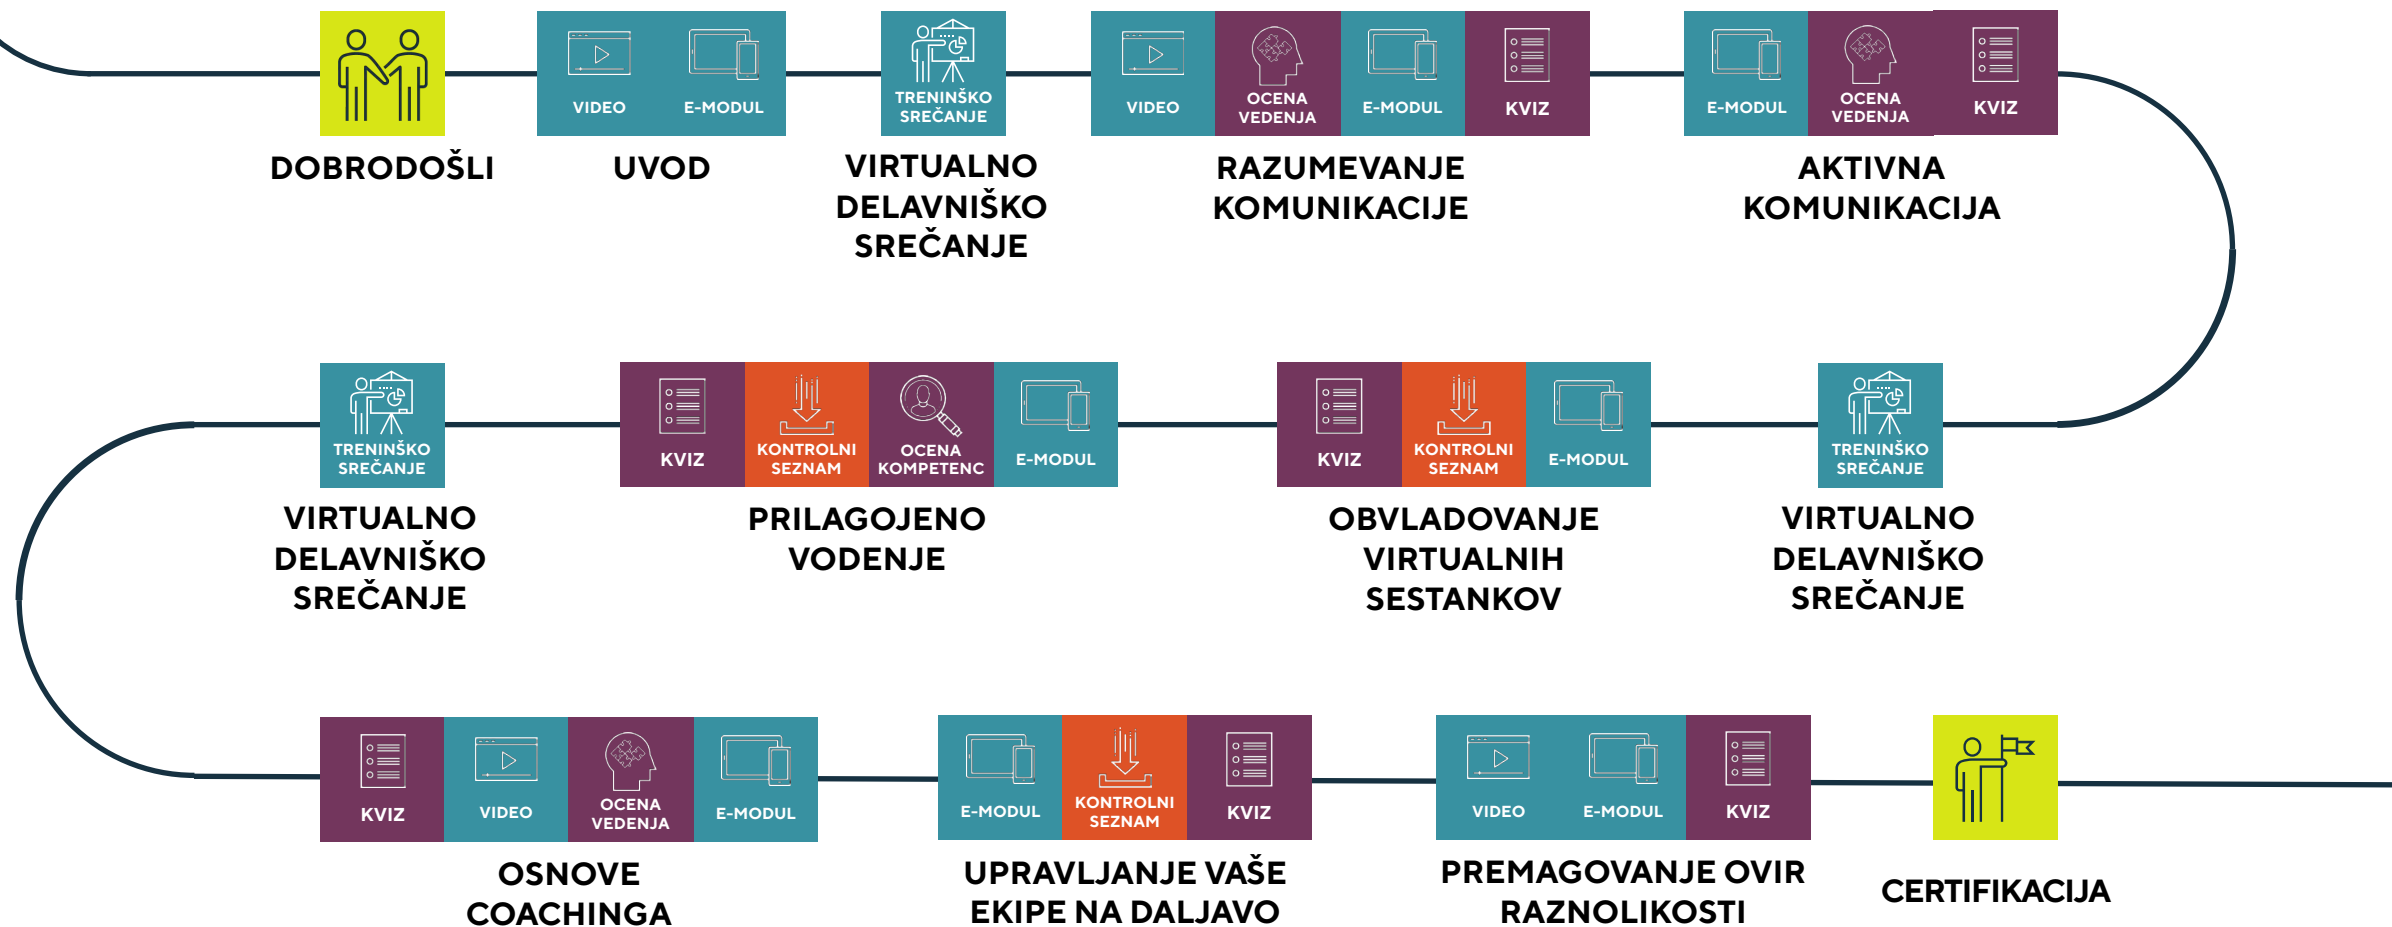 VIDEO
E-MODUL
TRENINŠKO
SREČANJE
VIDEO
OCENA
VEDENJA
E-MODUL
KVIZ
E-MODUL
OCENA
VEDENJA
KVIZ
DOBRODOŠLI
UVOD
VIRTUALNO
DELAVNIŠKO
SREČANJE
RAZUMEVANJE
KOMUNIKACIJE
AKTIVNA
KOMUNIKACIJA
TRENINŠKO
SREČANJE
KVIZ
KONTROLNI
SEZNAM
OCENA
KOMPETENC
E-MODUL
KVIZ
KONTROLNI
SEZNAM
E-MODUL
TRENINŠKO
SREČANJE
VIRTUALNO
DELAVNIŠKO
SREČANJE
PRILAGOJENO
VODENJE
OBVLADOVANJE
VIRTUALNIH
SESTANKOV
VIRTUALNO
DELAVNIŠKO
SREČANJE
KVIZ
VIDEO
OCENA
VEDENJA
E-MODUL
E-MODUL
KONTROLNI
SEZNAM
KVIZ
VIDEO
E-MODUL
KVIZ
OSNOVE
COACHINGA
UPRAVLJANJE VAŠE
EKIPE NA DALJAVO
PREMAGOVANJE OVIR
RAZNOLIKOSTI
CERTIFIKACIJA